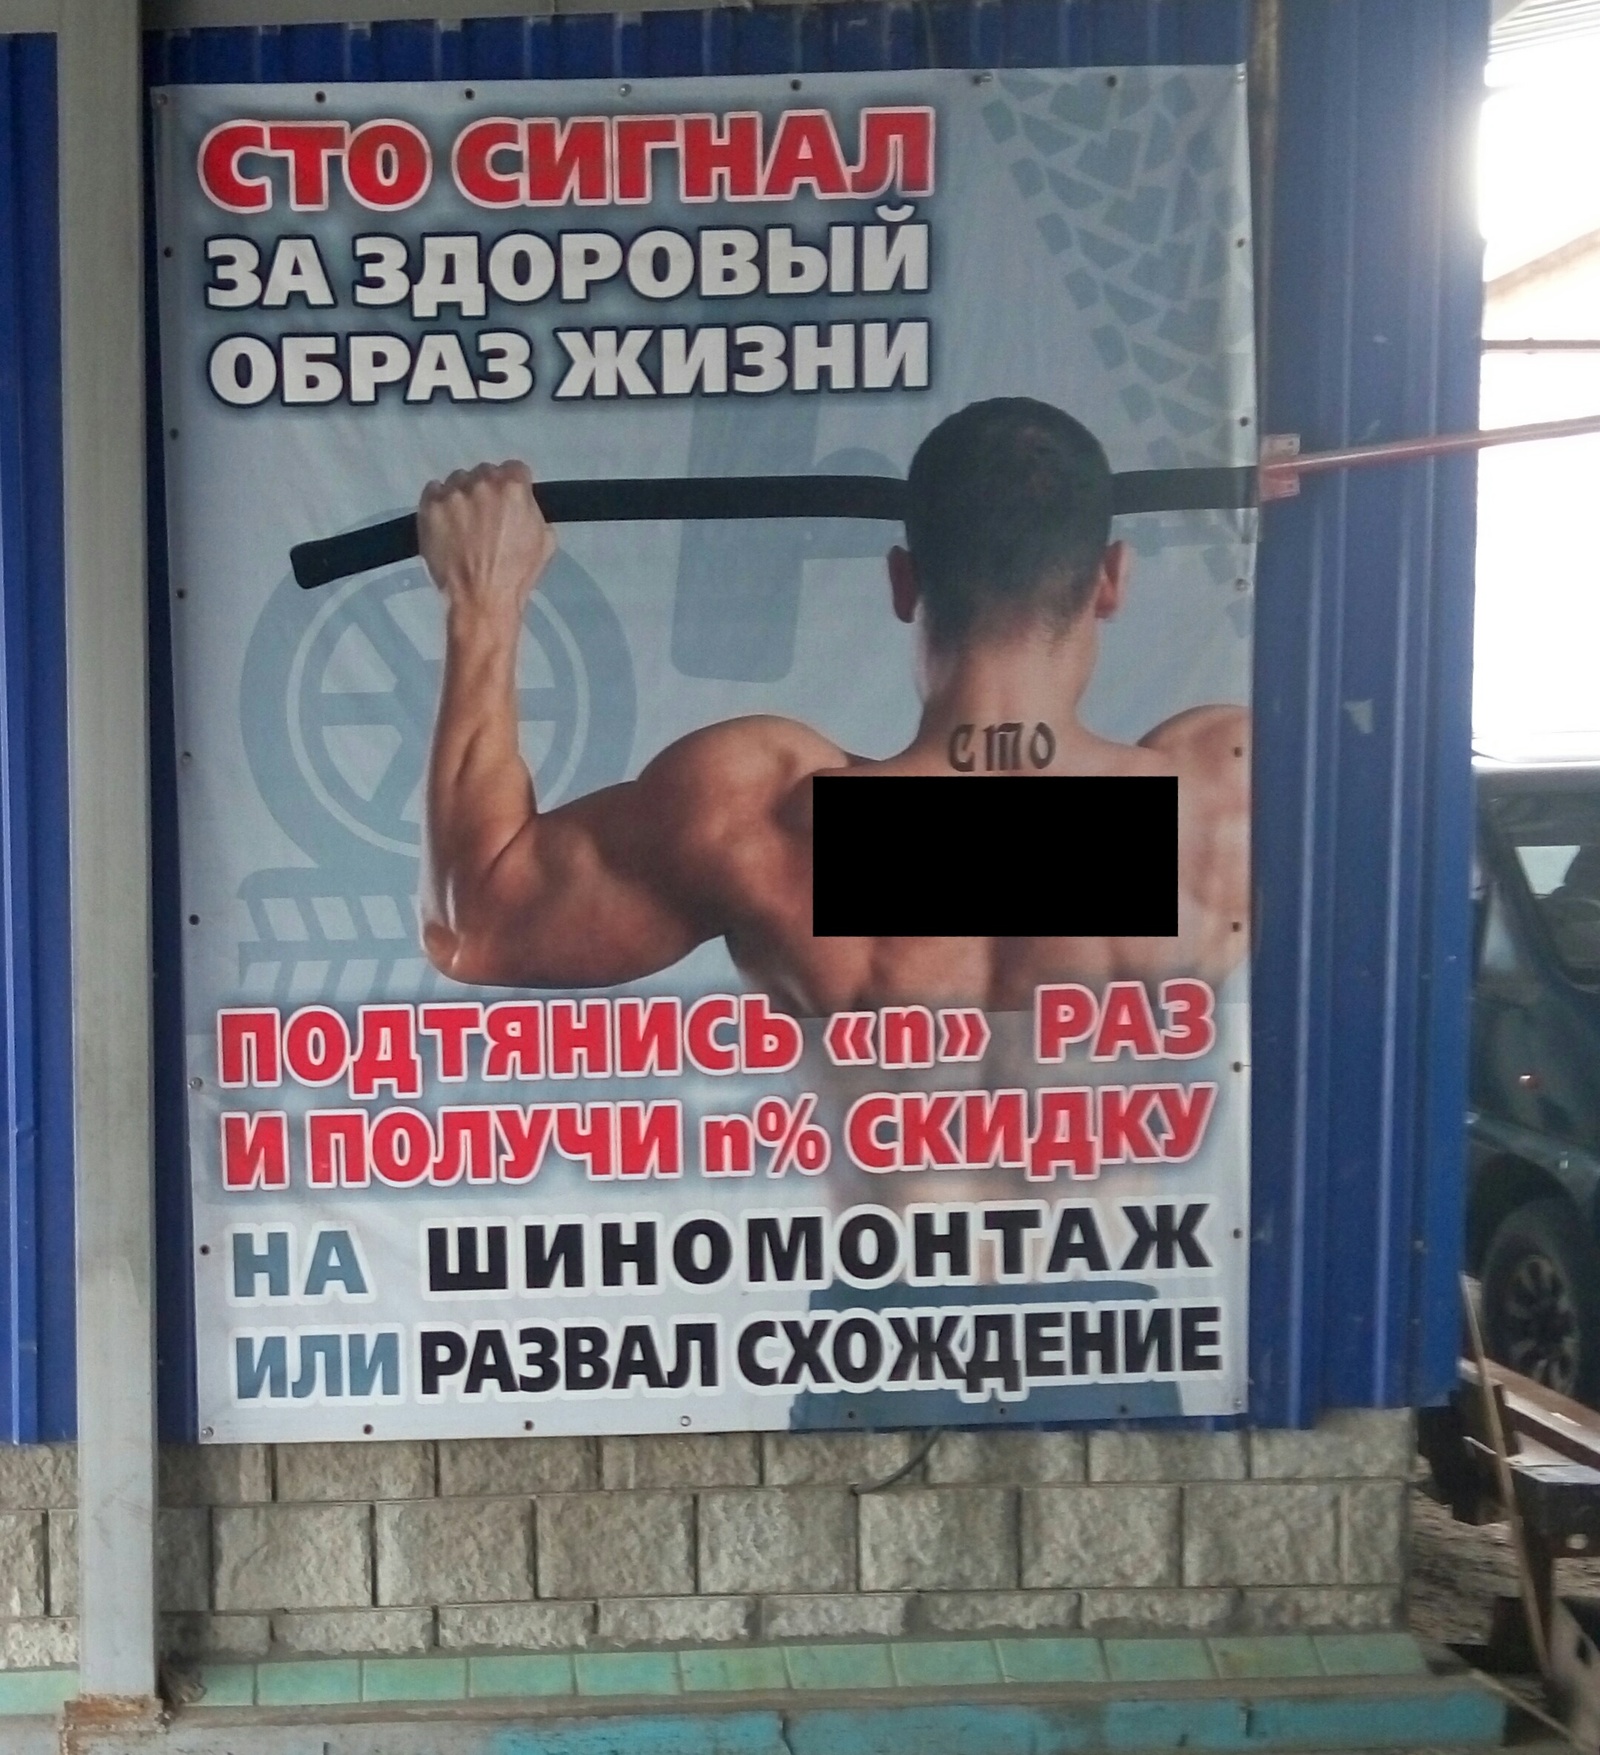 СТО СИГНАЛ
ЗА ЗДОРОВЫЙ
ОБРАЗ ЖИЗНИ
СТО
ПОДТЯНИСЬ «n» РАЗ
И ПОЛУЧИ n% СКИДКУ
НА ШИНОМОНТАЖ
ИЛИ РАЗВАЛ СХОЖДЕНИЕ